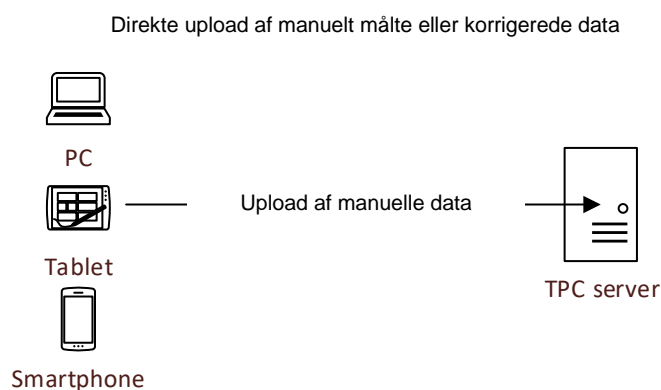 Direkte upload af manuelt målte eller korrigerede data
PC
Upload af manuelle data
Tablet
TPC server
Smartphone